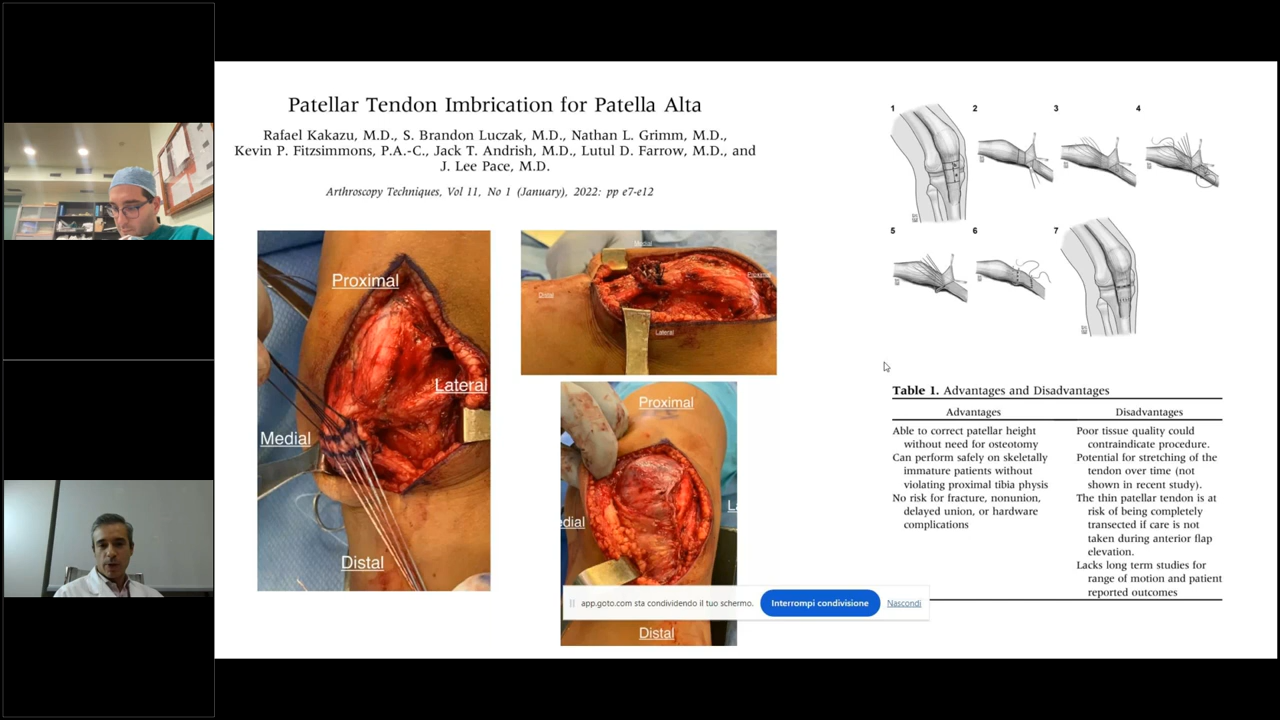 Patellar Tendon Imbrication for Patella Alta
Rafael Kakazu, M.D., S. Brandon Luczak, M.D., Nathan L. Grimm, M.D.,
Kevin P. Fitzsimmons, P.A.-C., Jack T. Andrish, M.D., Lutul D. Farrow, M.D., and
J. Lee Pace, M.D.
Arthroscopy Techniques, Vol 11, No 1 (January), 2022: pp e7-e12
Proximal
Lateral
Medial
Distal
Medial
Proximal
Distal
Lateral
Proximal
edial
L
Distal
1
2
3
4
5
6
7
Table 1. Advantages and Disadvantages
Advantages
Disadvantages
Able to correct patellar height
without need for osteotomy
Can perform safely on skeletally
immature patients without
violating proximal tibia physis
No risk for fracture, nonunion,
delayed union, or hardware
complications
Poor tissue quality could
contraindicate procedure.
Potential for stretching of the
tendon over time (not
shown in recent study).
The thin patellar tendon is at
risk of being completely
transected if care is not
taken during anterior flap
elevation.
Lacks long term studies for
range of motion and patient
reported outcomes
app.goto.com sta condividendo il tuo schermo.
Interrompi condivisione
Nascondi